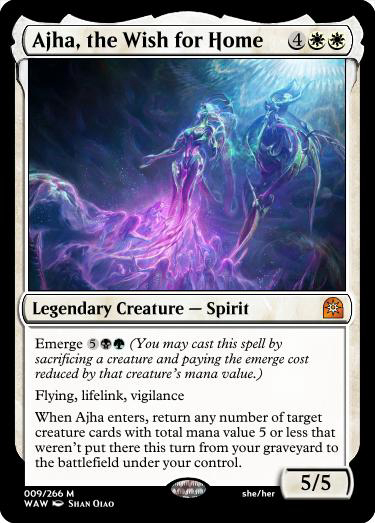 Ajha, the Wish for Home 4
Legendary Creature — Spirit
Emerge 5 (You may cast this spell by
sacrificing a creature and paying the emerge cost
reduced by that creature's mana value.)
Flying, lifelink, vigilance
When Ajha enters, return any number of target
creature cards with total mana value 5 or less that
weren't put there this turn from your graveyard to
the battlefield under your control.
5/5
009/266 M
she/her
WAW Shan Qiao